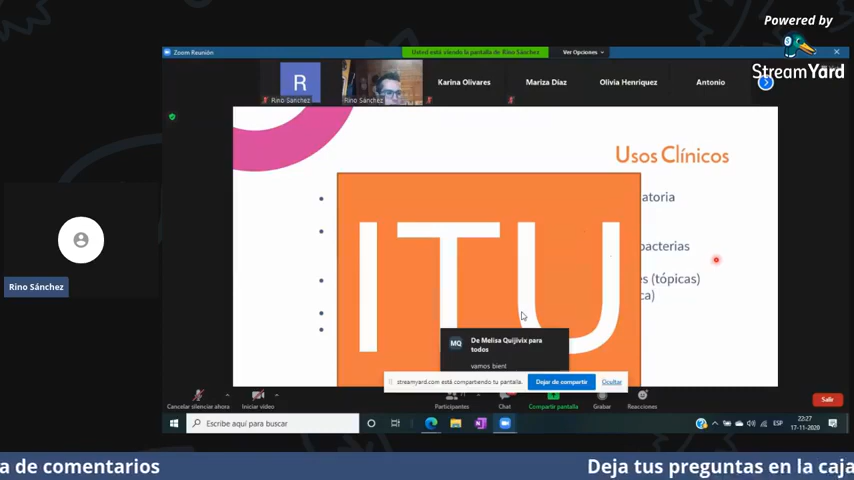 Powered by
StreamYard
Zoom Reunión
Usted está viendo la pantalla de Rino Sánchez
Ver Opciones
R
Rino Sánchez
Rino Sánchez
Karina Olivares
Mariza Díaz
Olivia Henriquez
Antonio
Usos Clínicos
atoria
bacterias
s (tópicas)
ca)
ITU
Rino Sánchez
MQ
De Melisa Quijivix para
todos
vamos bien!
streamyard.com está compartiendo tu pantalla.
Dejar de compartir
Ocultar
Cancelar silenciar ahora
Iniciar video
Participantes
Chat
Compartir pantalla
Grabar
Reacciones
Salir
Escribe aquí para buscar
ESP
22:27
17-11-2020
a de comentarios
Deja tus preguntas en la caja